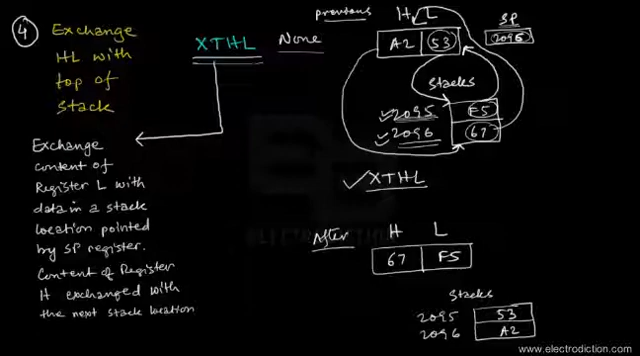 4 Exchange
HL with
top of
stack
XTHL None
Exchange
content of
Register L with
data in a stack
location pointed
by SP register.
Content of Register
H exchanged with
the next stack location
previous
H L
A2 53
SP
2095
Stacks
2095 F5
2096 67
XTHL
After
H L
67 F5
Stacks
2095 53
2096 A2
www.electrodiction.com